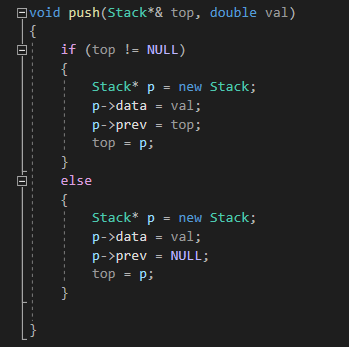 void push(Stack*& top, double val)
{
    if (top != NULL)
    {
        Stack* p = new Stack;
        p->data = val;
        p->prev = top;
        top = p;
    }
    else
    {
        Stack* p = new Stack;
        p->data = val;
        p->prev = NULL;
        top = p;
    }
}